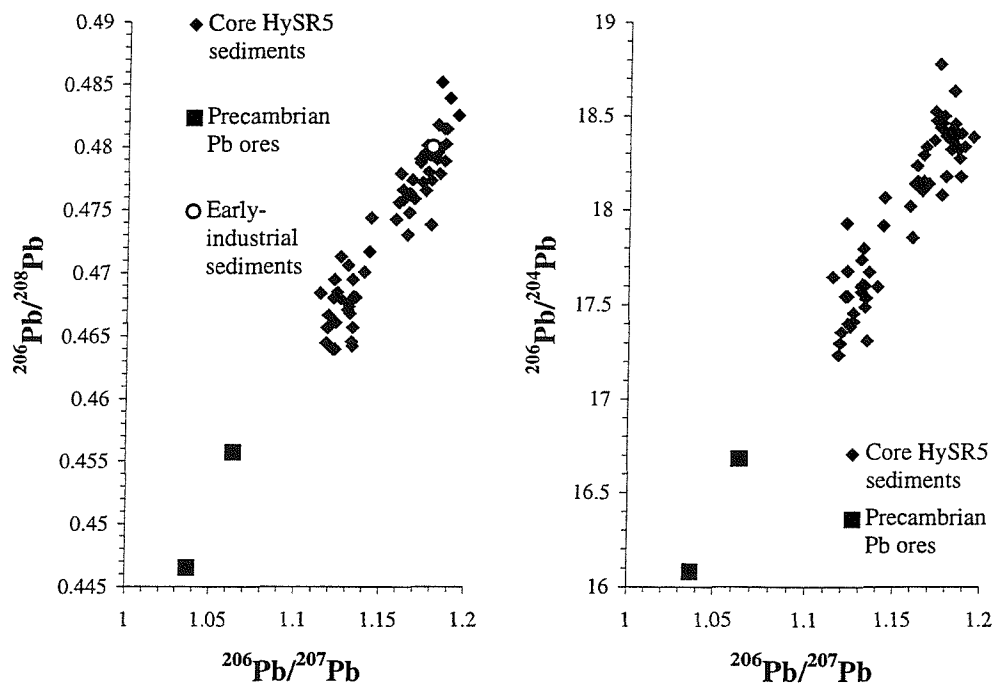 0.49
0.485
0.48
0.475
0.47
0.465
0.46
0.455
0.45
0.445
²⁰⁶Pb/²⁰⁸Pb
Core HySR5
sediments
Precambrian
Pb ores
Early-
industrial
sediments
1
1.05
1.1
1.15
1.2
²⁰⁶Pb/²⁰⁷Pb
19
18.5
18
17.5
17
16.5
16
²⁰⁶Pb/²⁰⁴Pb
Core HySR5
sediments
Precambrian
Pb ores
1
1.05
1.1
1.15
1.2
²⁰⁶Pb/²⁰⁷Pb